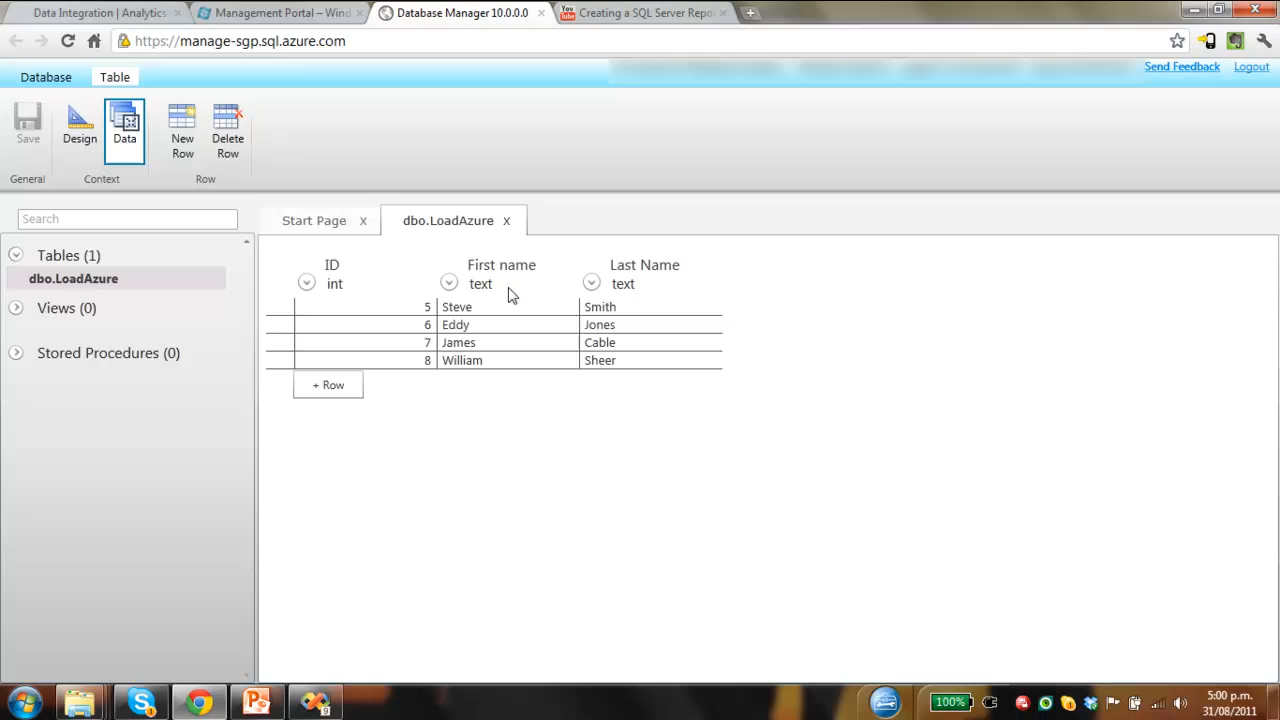 Data Integration | Analytics
Management Portal – Wind
Database Manager 10.0.0.0
You Tube
Creating a SQL Server Repo
https://manage-sgp.sql.azure.com
Database
Table
Send Feedback
Logout
Save
Design
Data
New Row
Delete Row
General
Context
Row
Search
Start Page X
dbo.LoadAzure X
Tables (1)
dbo.LoadAzure
Views (0)
Stored Procedures (0)
ID First name Last Name
int text text
5 Steve Smith
6 Eddy Jones
7 James Cable
8 William Sheer
+ Row
100%
5:00 p.m.
31/08/2011